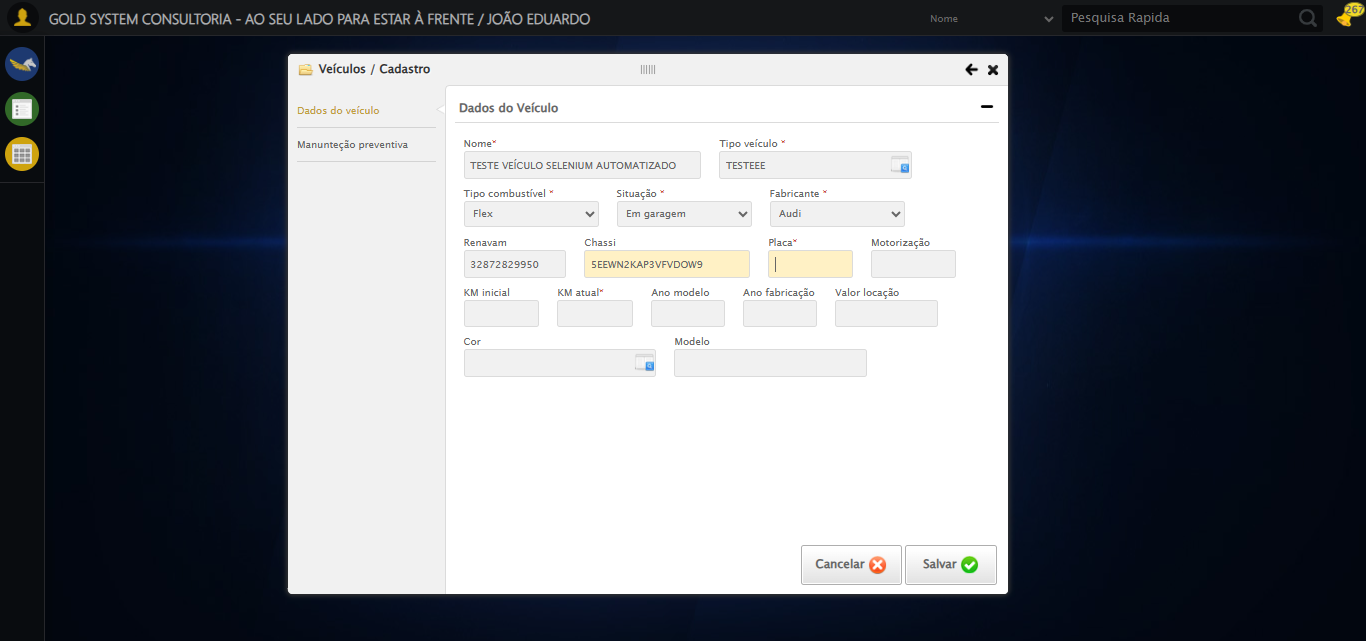 GOLD SYSTEM CONSULTORIA - AO SEU LADO PARA ESTAR À FRENTE / JOÃO EDUARDO
Nome
Pesquisa Rapida
267
Veículos / Cadastro
Dados do veículo
Manunteção preventiva
Dados do Veículo
Nome*
Tipo veículo *
TESTE VEÍCULO SELENIUM AUTOMATIZADO
TESTEEE
Tipo combustível *
Situação *
Fabricante *
Flex
Em garagem
Audi
Renavam
Chassi
Placa*
Motorização
32872829950
5EEWN2KAP3VFVDOW9
KM inicial
KM atual*
Ano modelo
Ano fabricação
Valor locação
Cor
Modelo
Cancelar
Salvar